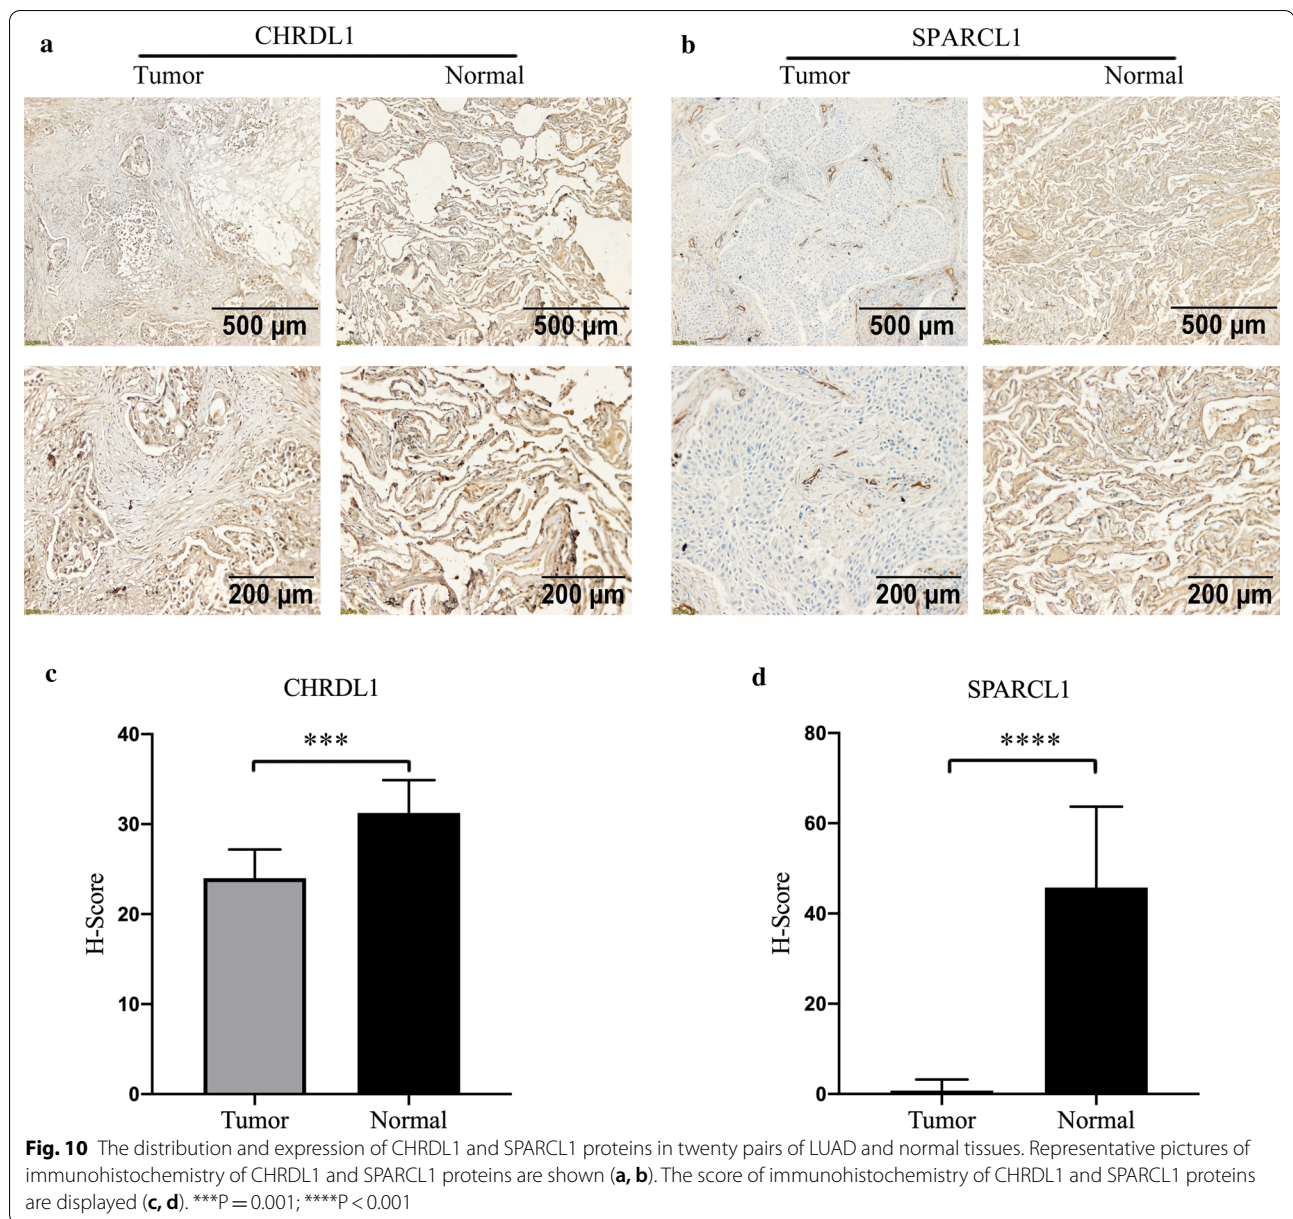 a
CHRDL1
Tumor
Normal
500 µm
500 µm
200 µm
200 µm
b
SPARCL1
Tumor
Normal
500 µm
500 µm
200 µm
200 µm
c
CHRDL1
***
H-Score
40
30
20
10
0
Tumor
Normal
d
SPARCL1
****
H-Score
80
60
40
20
0
Tumor
Normal
Fig. 10 The distribution and expression of CHRDL1 and SPARCL1 proteins in twenty pairs of LUAD and normal tissues. Representative pictures of
immunohistochemistry of CHRDL1 and SPARCL1 proteins are shown (a, b). The score of immunohistochemistry of CHRDL1 and SPARCL1 proteins
are displayed (c, d). ***P = 0.001; ****P < 0.001